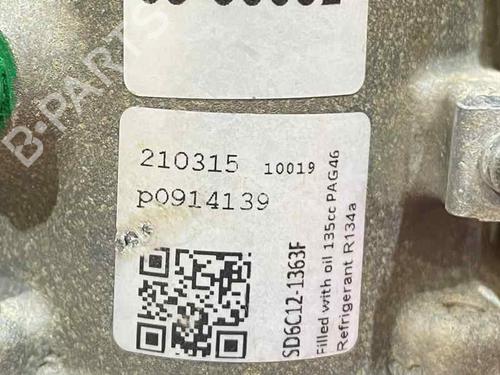 B-PARTS
210315 10019
p0914139
SD6C12-1363F
Filled with oil 135cc PAG46
Refrigerant R134a